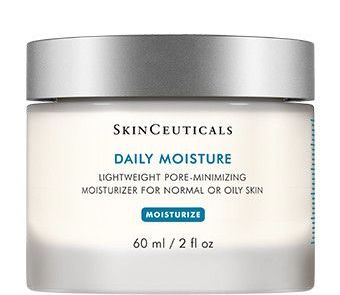 SKINCEUTICALS
DAILY MOISTURE
LIGHTWEIGHT PORE-MINIMIZING
MOISTURIZER FOR NORMAL OR OILY SKIN
MOISTURIZE
60 ml / 2 fl oz